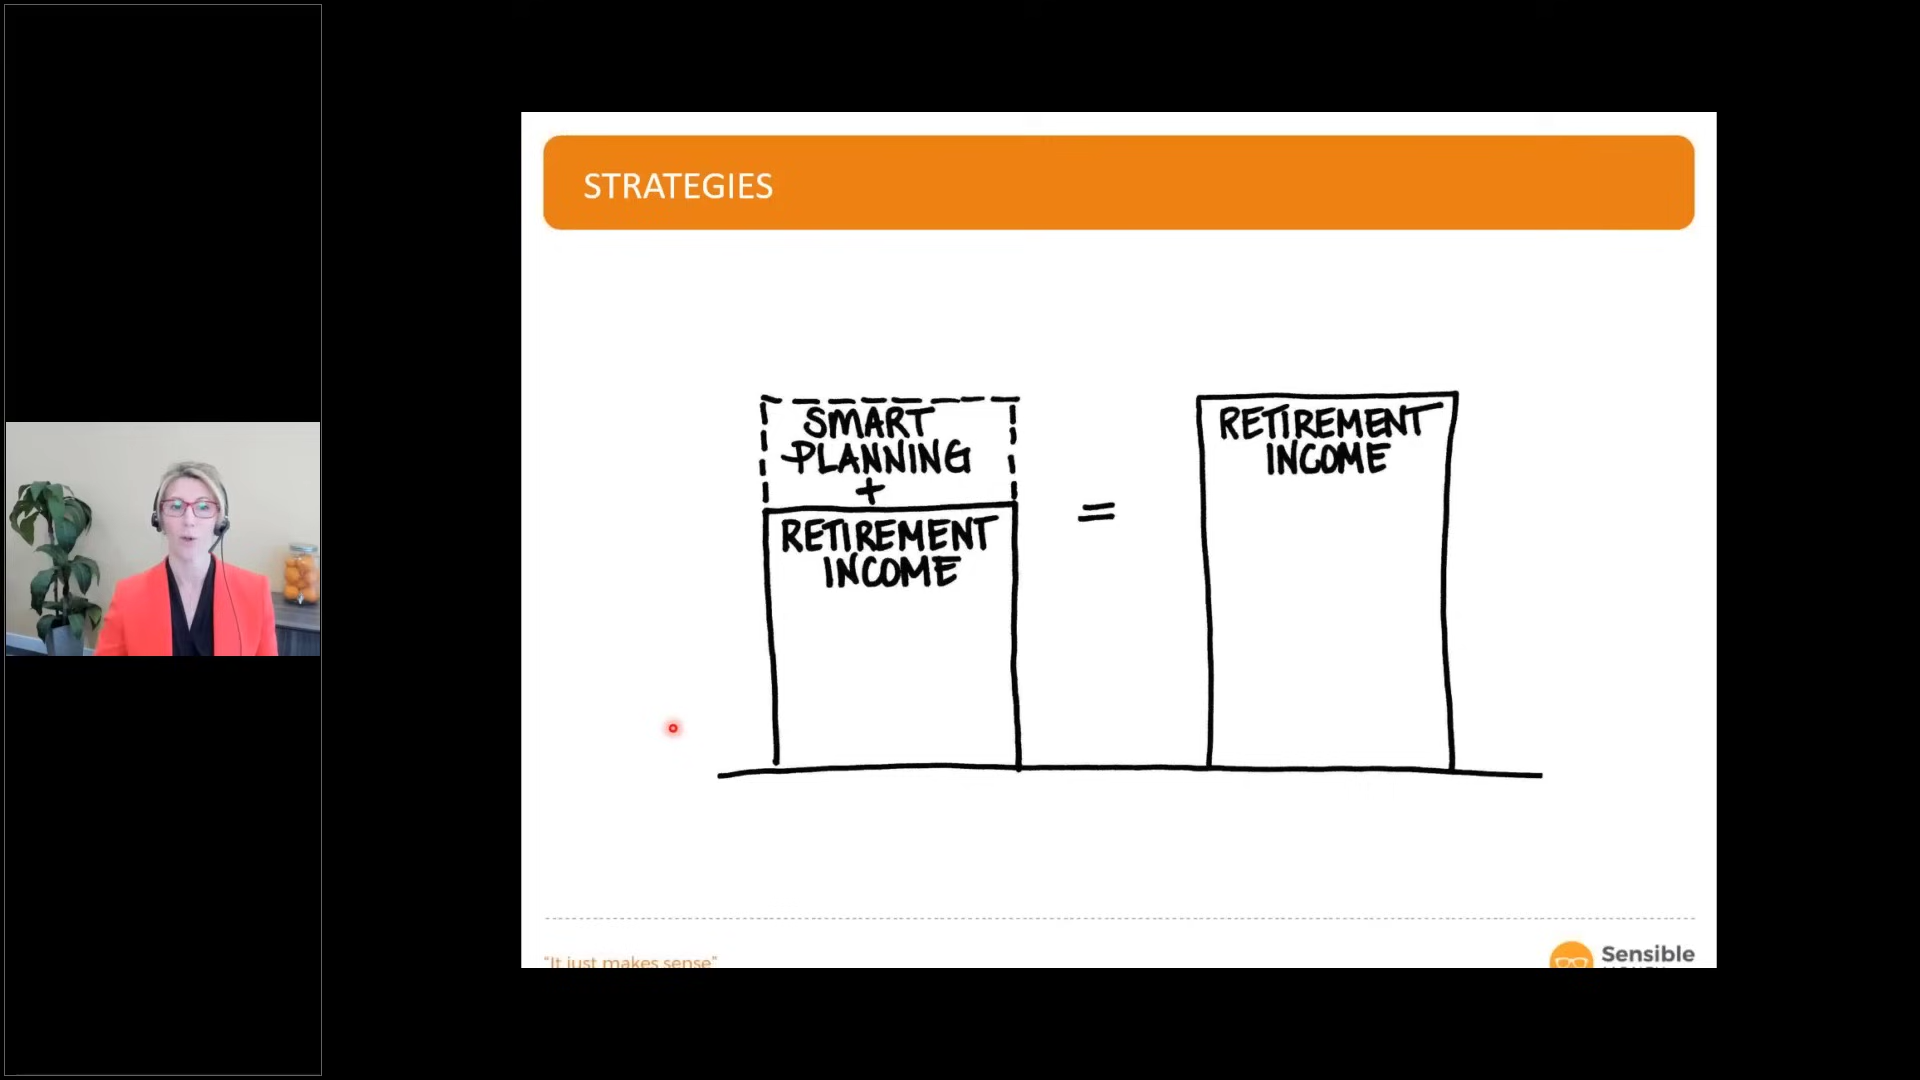 STRATEGIES
SMART
PLANNING
+
RETIREMENT
INCOME
=
RETIREMENT
INCOME
"It just makes sense"
Sensible